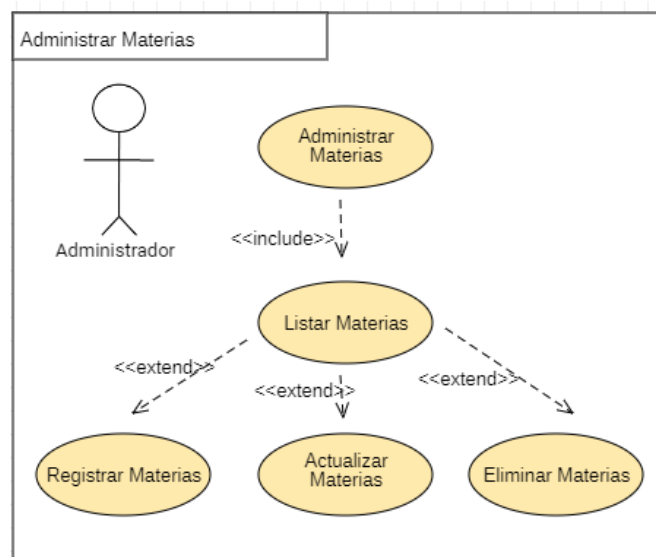 Administrar Materias
Administrar
Materias
Administrador
<<include>>
Listar Materias
<<extend>>
<<extend>>
<<extend>>
Registrar Materias
Actualizar
Materias
Eliminar Materias